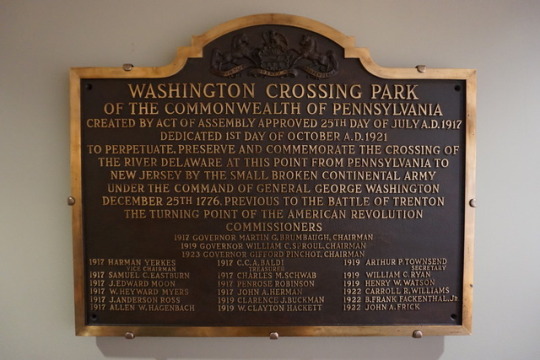 WASHINGTON CROSSING PARK
OF THE COMMONWEALTH OF PENNSYLVANIA
CREATED BY ACT OF ASSEMBLY APPROVED 25TH DAY OF JULY A.D. 1917
DEDICATED 1ST DAY OF OCTOBER A.D. 1921
TO PERPETUATE, PRESERVE AND COMMEMORATE THE CROSSING OF
THE RIVER DELAWARE AT THIS POINT FROM PENNSYLVANIA TO
NEW JERSEY BY THE SMALL BROKEN CONTINENTAL ARMY
UNDER THE COMMAND OF GENERAL GEORGE WASHINGTON
DECEMBER 25TH 1776, PREVIOUS TO THE BATTLE OF TRENTON
THE TURNING POINT OF THE AMERICAN REVOLUTION
COMMISSIONERS
1917 GOVERNOR MARTIN G. BRUMBAUGH, CHAIRMAN
1919 GOVERNOR WILLIAM C. SPROUL, CHAIRMAN
1923 GOVERNOR GIFFORD PINCHOT, CHAIRMAN
1917 HARMAN YERKES
VICE CHAIRMAN
1917 SAMUEL C. EASTBURN
1917 J. EDWARD MOON
1917 W. HEYWARD MYERS
1917 J. ANDERSON ROSS
1917 ALLEN W. HAGENBACH
1917 C.C.A. BALDI
TREASURER
1917 CHARLES M. SCHWAB
1917 PENROSE ROBINSON
1917 JOHN A. HERMAN
1919 CLARENCE J. BUCKMAN
1919 W. CLAYTON HACKETT
1919 ARTHUR P. TOWNSEND
SECRETARY
1919 WILLIAM C. RYAN
1919 HENRY W. WATSON
1922 CARROLL R. WILLIAMS
1922 B. FRANK FACKENTHAL, Jr.
1922 JOHN A. FRICK